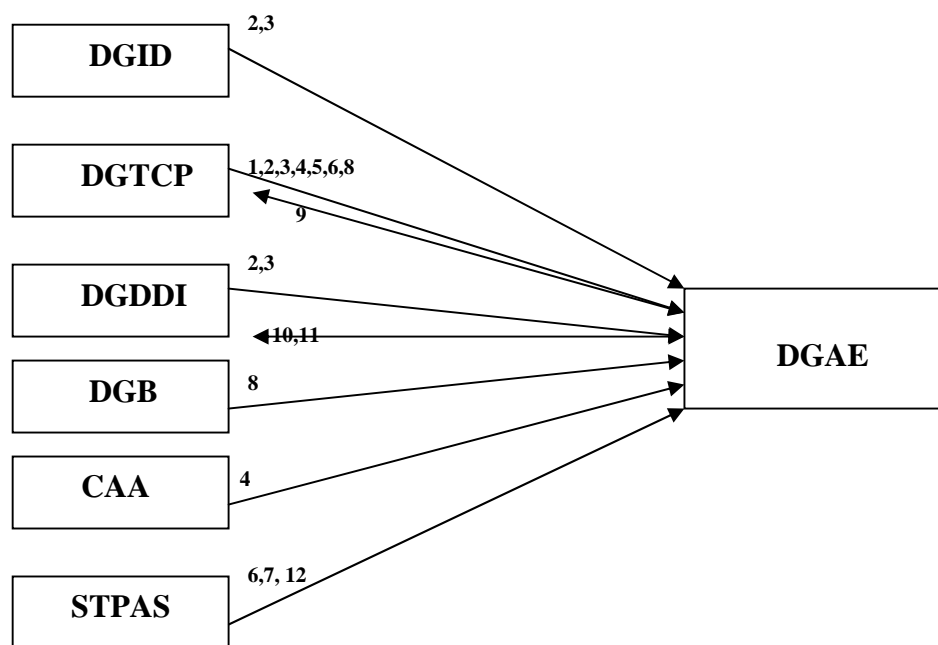 2,3
DGID
DGTCP
1,2,3,4,5,6,8
9
2,3
DGDDI
10,11
DGAE
DGB
8
CAA
4
6,7, 12
STPAS